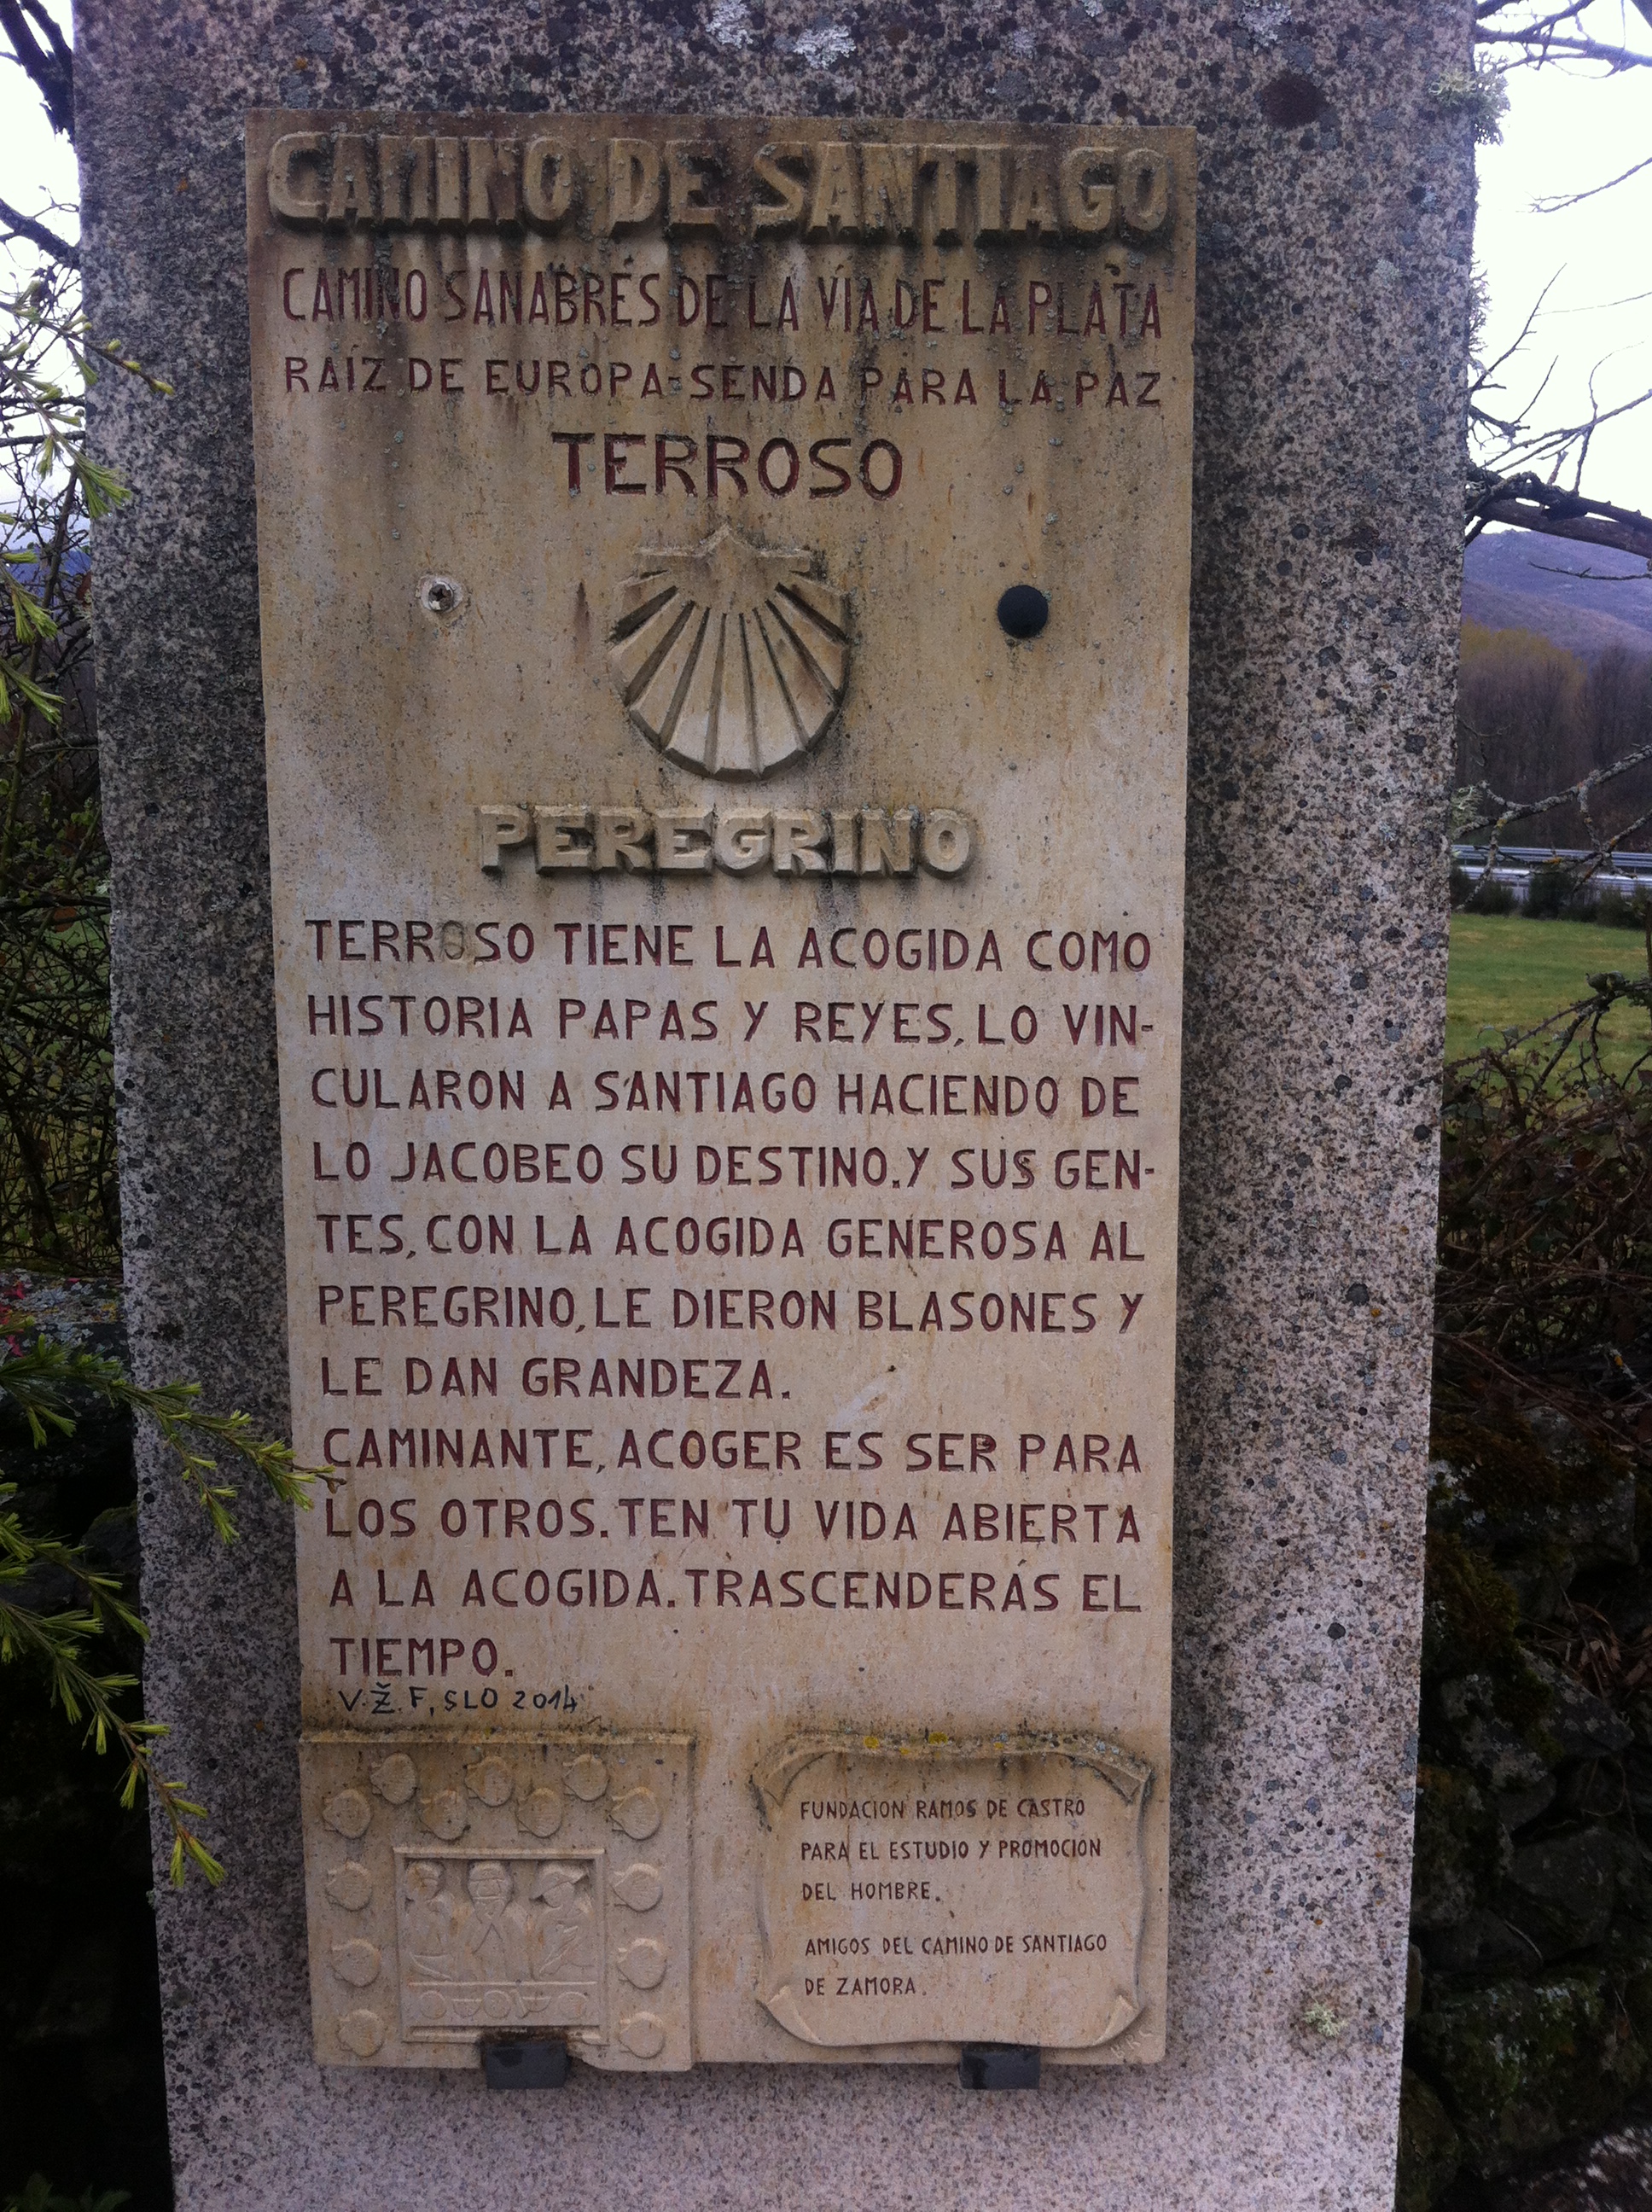 CAMINO DE SANTIAGO
CAMINO SANABRÉS DE LA VÍA DE LA PLATA
RAÍZ DE EUROPA-SENDA PARA LA PAZ
TERROSO
PEREGRINO
TERROSO TIENE LA ACOGIDA COMO
HISTORIA PAPAS Y REYES, LO VIN-
CULARON A SANTIAGO HACIENDO DE
LO JACOBEO SU DESTINO. Y SUS GEN-
TES, CON LA ACOGIDA GENEROSA AL
PEREGRINO, LE DIERON BLASONES Y
LE DAN GRANDEZA.
CAMINANTE, ACOGER ES SER PARA
LOS OTROS. TEN TU VIDA ABIERTA
A LA ACOGIDA. TRASCENDERÁS EL
TIEMPO.
V.Ž.F, SLO 2014
FUNDACION RAMOS DE CASTRO
PARA EL ESTUDIO Y PROMOCIÓN
DEL HOMBRE.
AMIGOS DEL CAMINO DE SANTIAGO
DE ZAMORA.